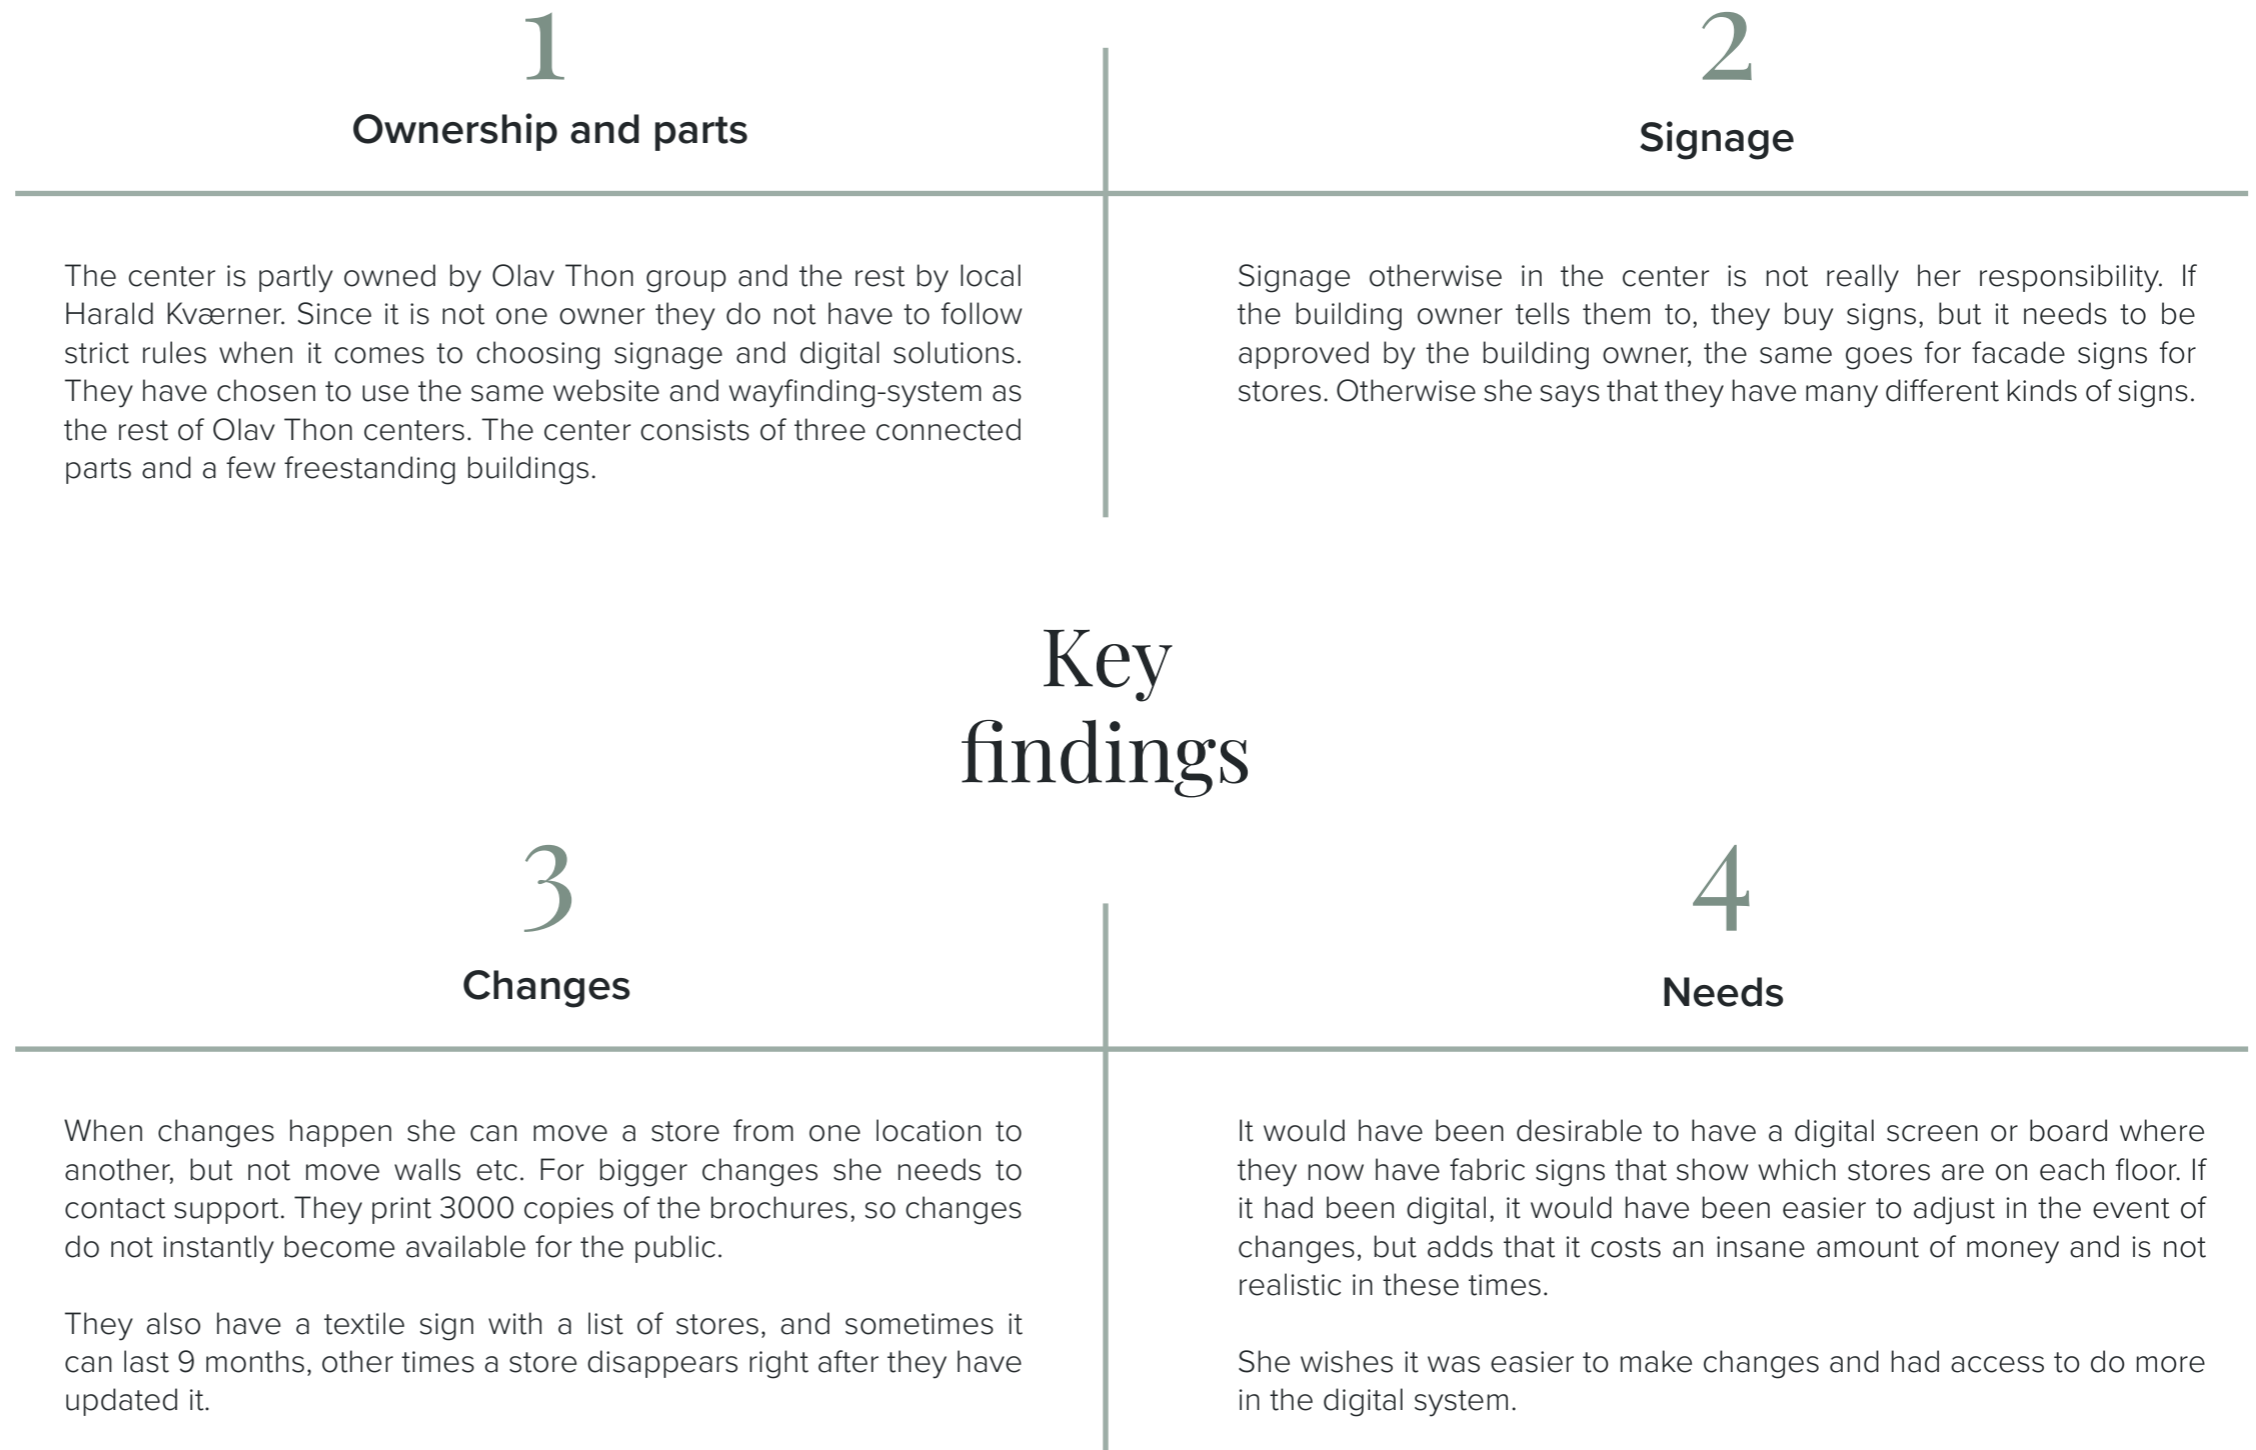 1
Ownership and parts
The center is partly owned by Olav Thon group and the rest by local
Harald Kværner. Since it is not one owner they do not have to follow
strict rules when it comes to choosing signage and digital solutions.
They have chosen to use the same website and wayfinding-system as
the rest of Olav Thon centers. The center consists of three connected
parts and a few freestanding buildings.
2
Signage
Signage otherwise in the center is not really her responsibility. If
the building owner tells them to, they buy signs, but it needs to be
approved by the building owner, the same goes for facade signs for
stores. Otherwise she says that they have many different kinds of signs.
Key
findings
3
Changes
When changes happen she can move a store from one location to
another, but not move walls etc. For bigger changes she needs to
contact support. They print 3000 copies of the brochures, so changes
do not instantly become available for the public.
They also have a textile sign with a list of stores, and sometimes it
can last 9 months, other times a store disappears right after they have
updated it.
4
Needs
It would have been desirable to have a digital screen or board where
they now have fabric signs that show which stores are on each floor. If
it had been digital, it would have been easier to adjust in the event of
changes, but adds that it costs an insane amount of money and is not
realistic in these times.
She wishes it was easier to make changes and had access to do more
in the digital system.